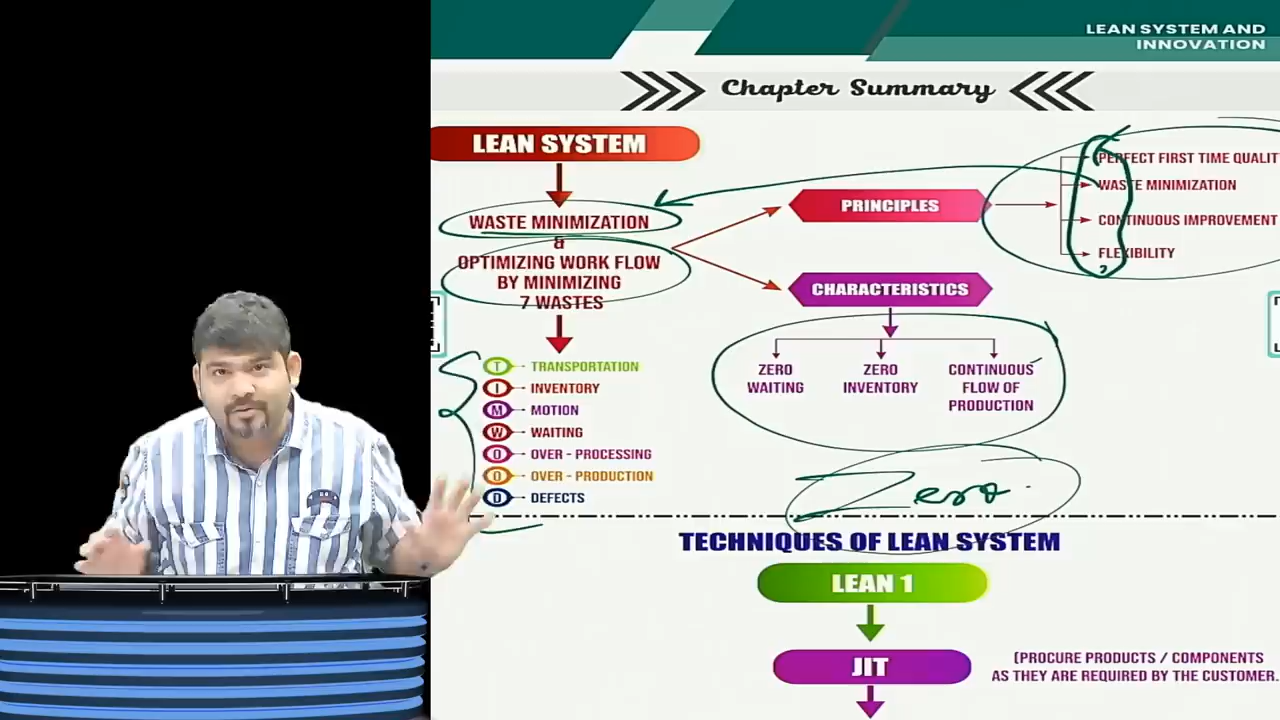 LEAN SYSTEM AND
INNOVATION
Chapter Summary
LEAN SYSTEM
WASTE MINIMIZATION
&
OPTIMIZING WORK FLOW
BY MINIMIZING
7 WASTES
PRINCIPLES
PERFECT FIRST TIME QUALIT
WASTE MINIMIZATION
CONTINUOUS IMPROVEMENT
FLEXIBILITY
CHARACTERISTICS
ZERO
WAITING
ZERO
INVENTORY
CONTINUOUS
FLOW OF
PRODUCTION
T TRANSPORTATION
I INVENTORY
M MOTION
W WAITING
O OVER - PROCESSING
O OVER - PRODUCTION
D DEFECTS
Zero
TECHNIQUES OF LEAN SYSTEM
LEAN 1
JIT
(PROCURE PRODUCTS / COMPONENTS
AS THEY ARE REQUIRED BY THE CUSTOMER.